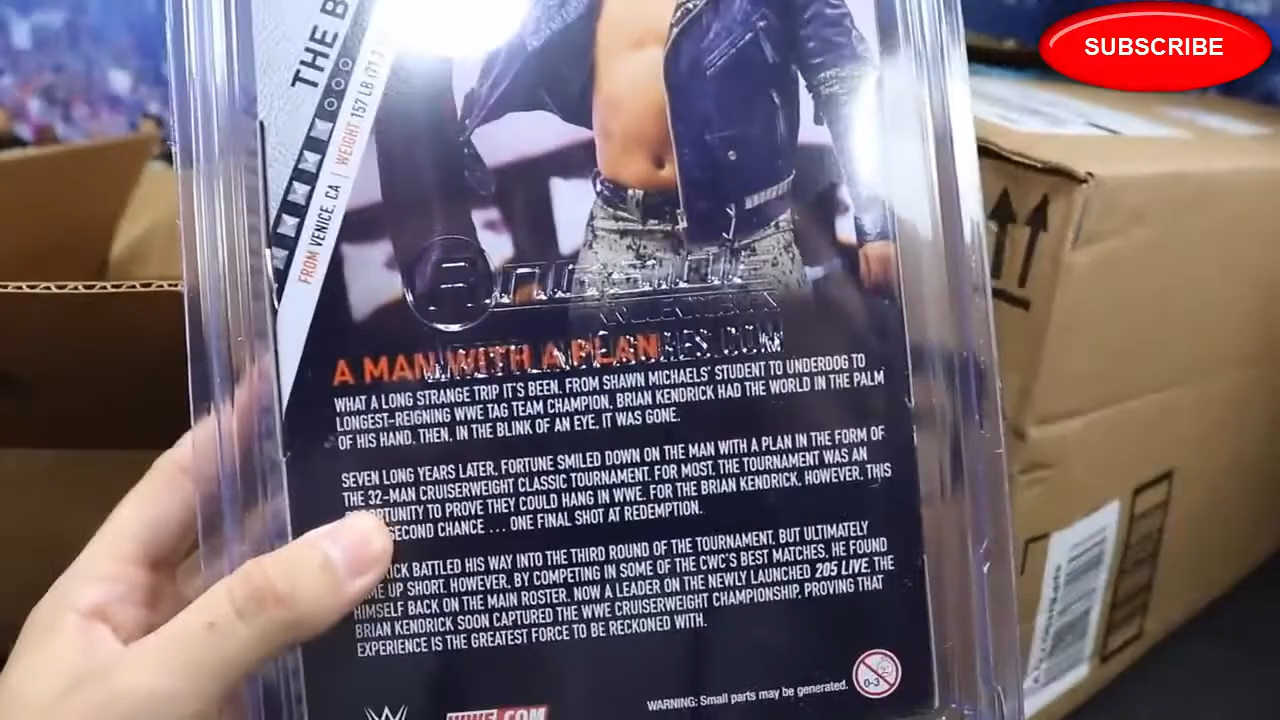 SUBSCRIBE
THE B
FROM VENICE, CA | WEIGHT 157 LB (71
Ringside
COLLECTIBLES
A MAN WITH A PLAN
WHAT A LONG STRANGE TRIP IT'S BEEN. FROM SHAWN MICHAELS' STUDENT TO UNDERDOG TO
LONGEST-REIGNING WWE TAG TEAM CHAMPION, BRIAN KENDRICK HAD THE WORLD IN THE PALM
OF HIS HAND. THEN, IN THE BLINK OF AN EYE, IT WAS GONE.
SEVEN LONG YEARS LATER, FORTUNE SMILED DOWN ON THE MAN WITH A PLAN IN THE FORM OF
THE 32-MAN CRUISERWEIGHT CLASSIC TOURNAMENT. FOR MOST, THE TOURNAMENT WAS AN
OPPORTUNITY TO PROVE THEY COULD HANG IN WWE. FOR THE BRIAN KENDRICK, HOWEVER, THIS
SECOND CHANCE ... ONE FINAL SHOT AT REDEMPTION.
RICK BATTLED HIS WAY INTO THE THIRD ROUND OF THE TOURNAMENT, BUT ULTIMATELY
ME UP SHORT. HOWEVER, BY COMPETING IN SOME OF THE CWC'S BEST MATCHES, HE FOUND
HIMSELF BACK ON THE MAIN ROSTER. NOW A LEADER ON THE NEWLY LAUNCHED 205 LIVE, THE
BRIAN KENDRICK SOON CAPTURED THE WWE CRUISERWEIGHT CHAMPIONSHIP, PROVING THAT
EXPERIENCE IS THE GREATEST FORCE TO BE RECKONED WITH.
WARNING: Small parts may be generated.
0-3
W WWE.COM